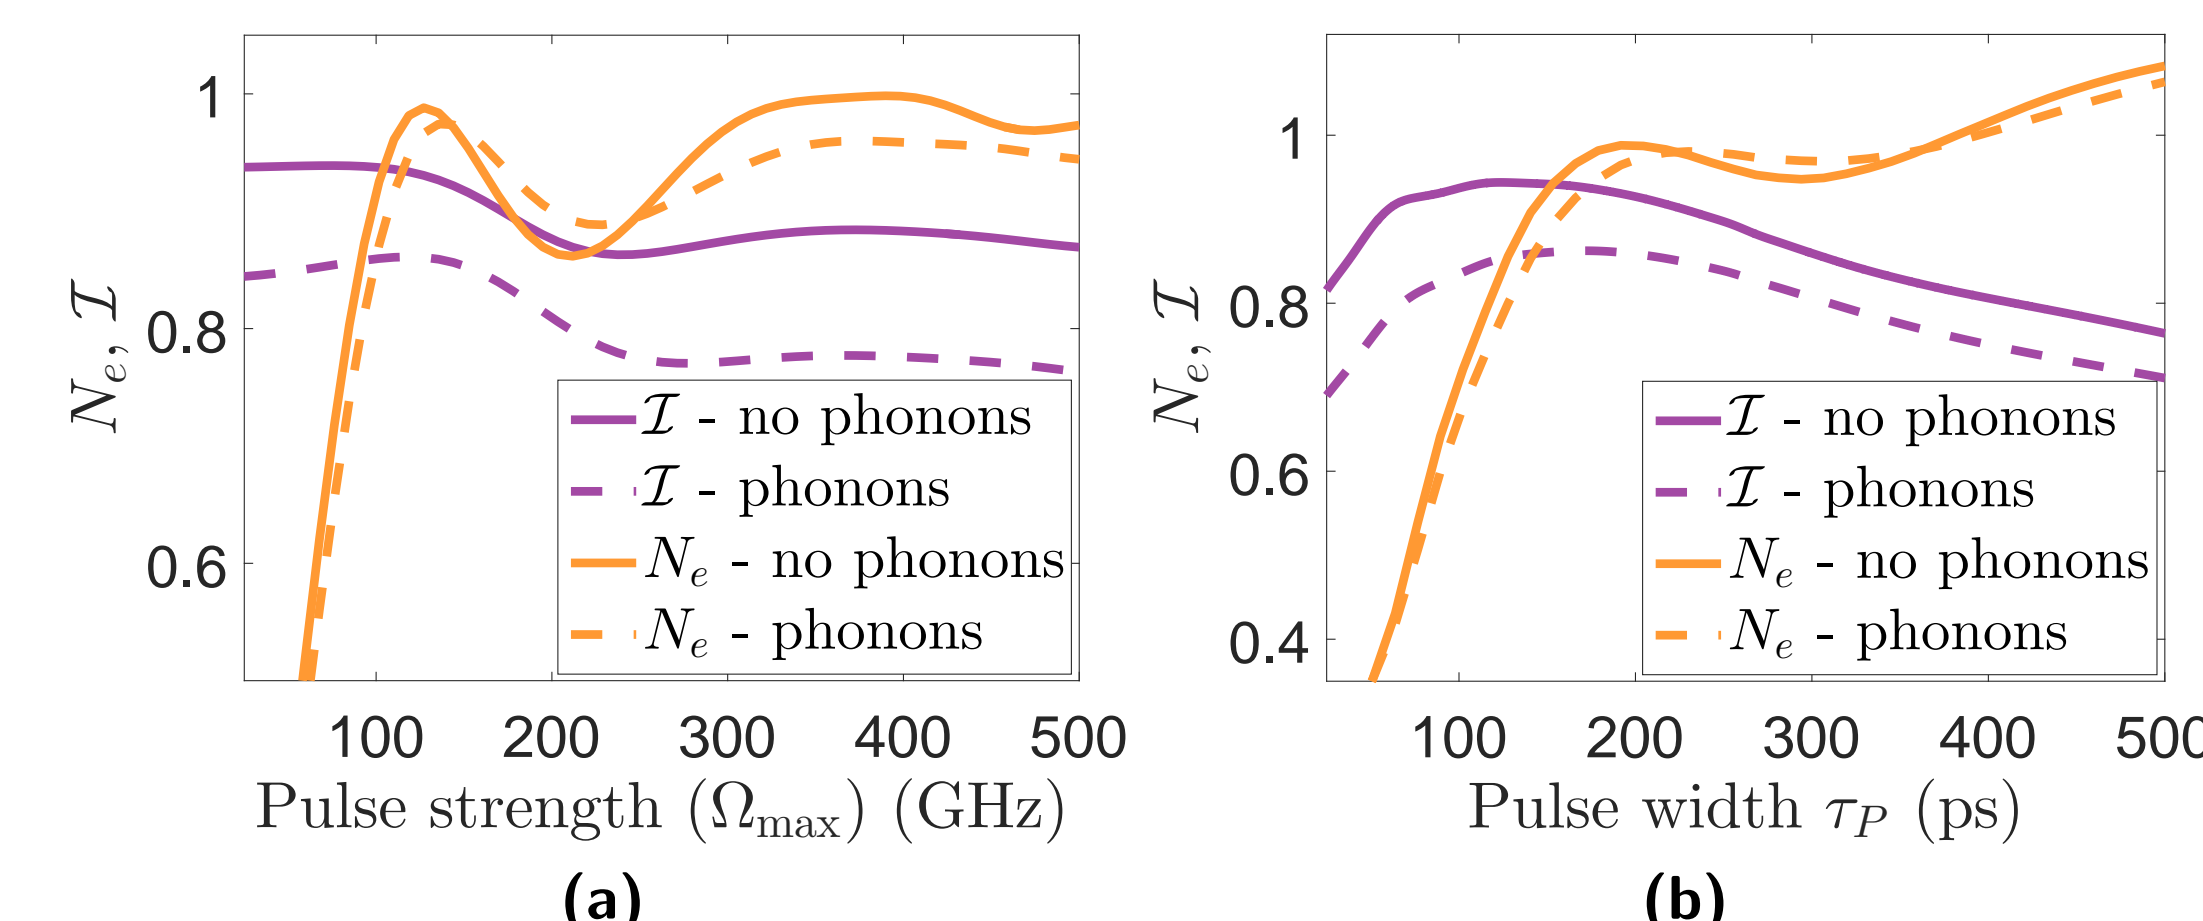 1
0.8
0.6
N_e, ℐ
100 200 300 400 500
Pulse strength (Ω_max) (GHz)
ℐ - no phonons
ℐ - phonons
N_e - no phonons
N_e - phonons
(a)
1
0.8
0.6
0.4
N_e, ℐ
100 200 300 400 500
Pulse width τ_P (ps)
ℐ - no phonons
ℐ - phonons
N_e - no phonons
N_e - phonons
(b)